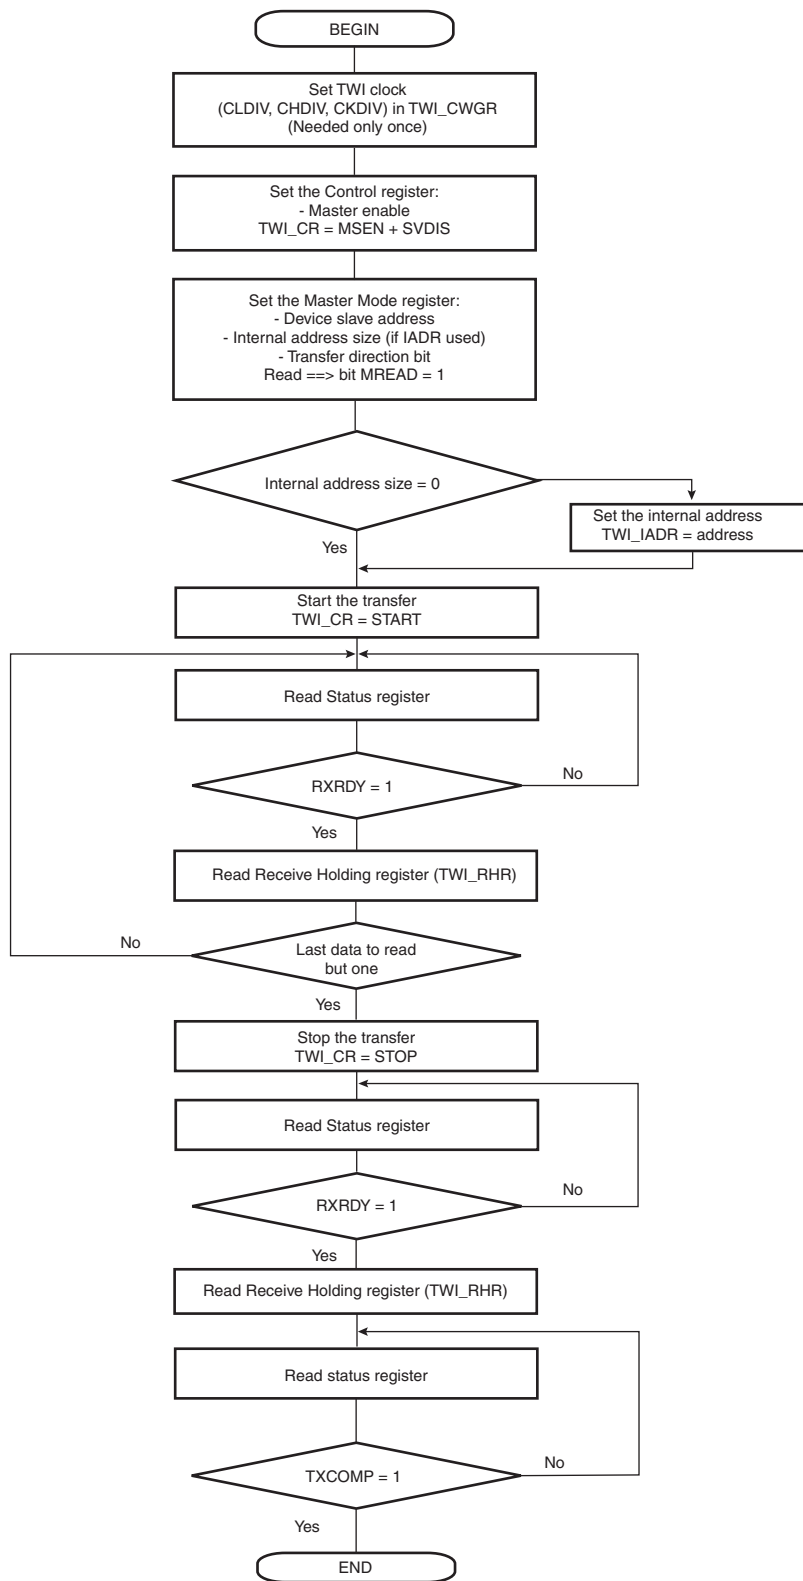 BEGIN
Set TWI clock
(CLDIV, CHDIV, CKDIV) in TWI_CWGR
(Needed only once)
Set the Control register:
- Master enable
TWI_CR = MSEN + SVDIS
Set the Master Mode register:
- Device slave address
- Internal address size (if IADR used)
- Transfer direction bit
Read ==> bit MREAD = 1
Internal address size = 0
Set the internal address
TWI_IADR = address
Yes
Start the transfer
TWI_CR = START
Read Status register
RXRDY = 1
No
Yes
Read Receive Holding register (TWI_RHR)
No
Last data to read
but one
Yes
Stop the transfer
TWI_CR = STOP
Read Status register
RXRDY = 1
No
Yes
Read Receive Holding register (TWI_RHR)
Read status register
TXCOMP = 1
No
Yes
END